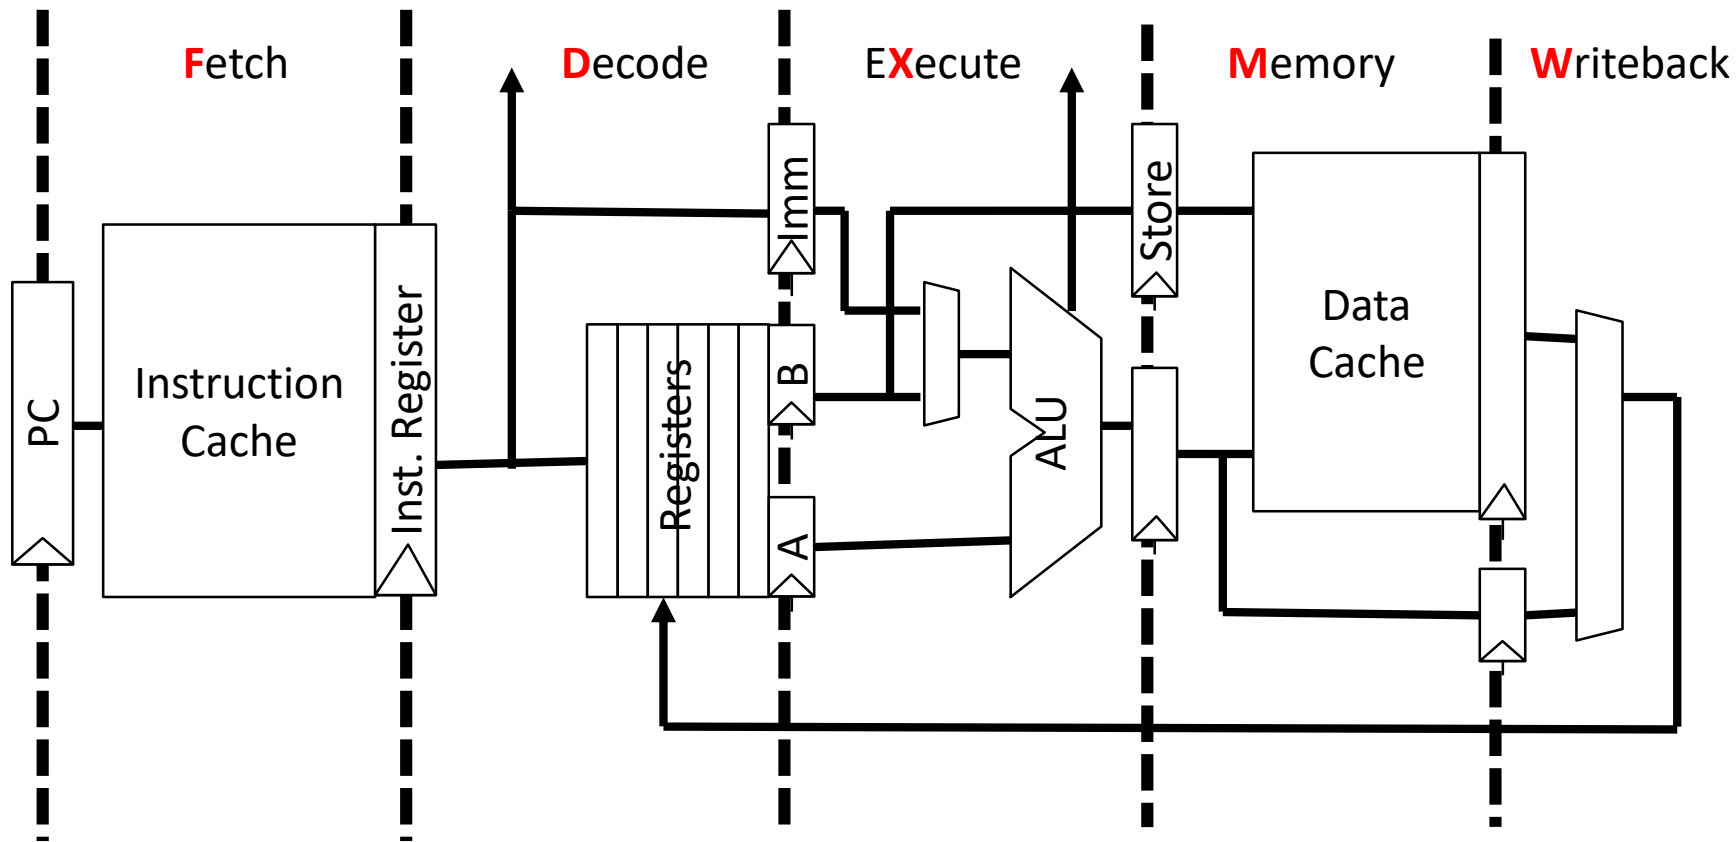 Fetch
Decode
EXecute
Memory
Writeback
PC
Instruction
Cache
Inst. Register
Registers
Imm
B
A
ALU
Store
Data
Cache